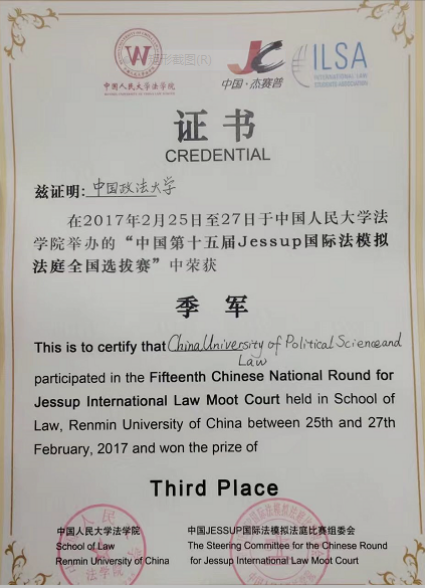 矩形截图(R)
W
JC
ILSA
中国人民大学法学院
中国·杰赛普
INTERNATIONAL LAW
STUDENTS ASSOCIATION
证书
CREDENTIAL
兹证明:中国政法大学
在2017年2月25日至27日于中国人民大学法
学院举办的“中国第十五届Jessup国际法模拟
法庭全国选拔赛”中荣获
季军
This is to certify that China University of Political Science and
Law
participated in the Fifteenth Chinese National Round for
Jessup International Law Moot Court held in School of
Law, Renmin University of China between 25th and 27th
February, 2017 and won the prize of
Third Place
中国人民大学法学院
School of Law
Renmin University of China
中国JESSUP国际法模拟法庭比赛组委会
The Steering Committee for the Chinese Round
for Jessup International Law Moot Court
法学院